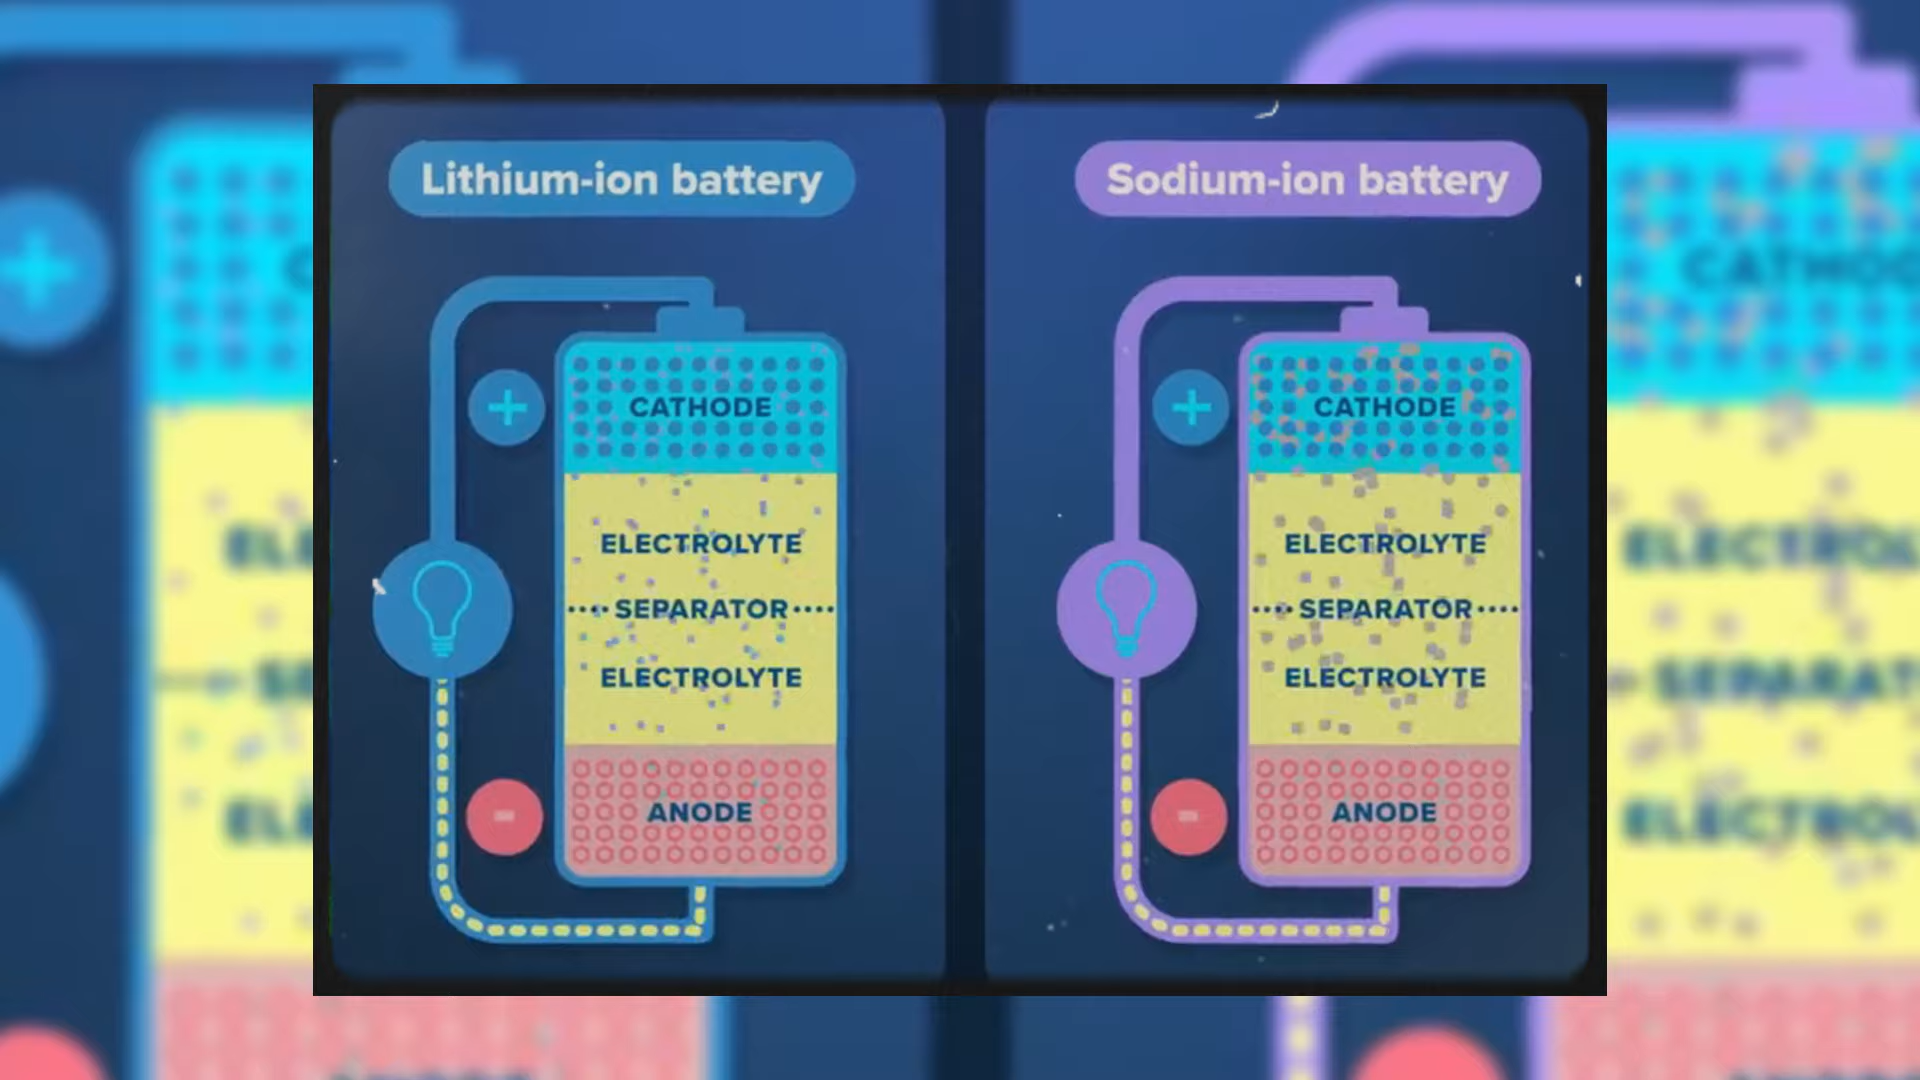 Lithium-ion battery
CATHODE
ELECTROLYTE
SEPARATOR
ELECTROLYTE
ANODE
Sodium-ion battery
CATHODE
ELECTROLYTE
SEPARATOR
ELECTROLYTE
ANODE